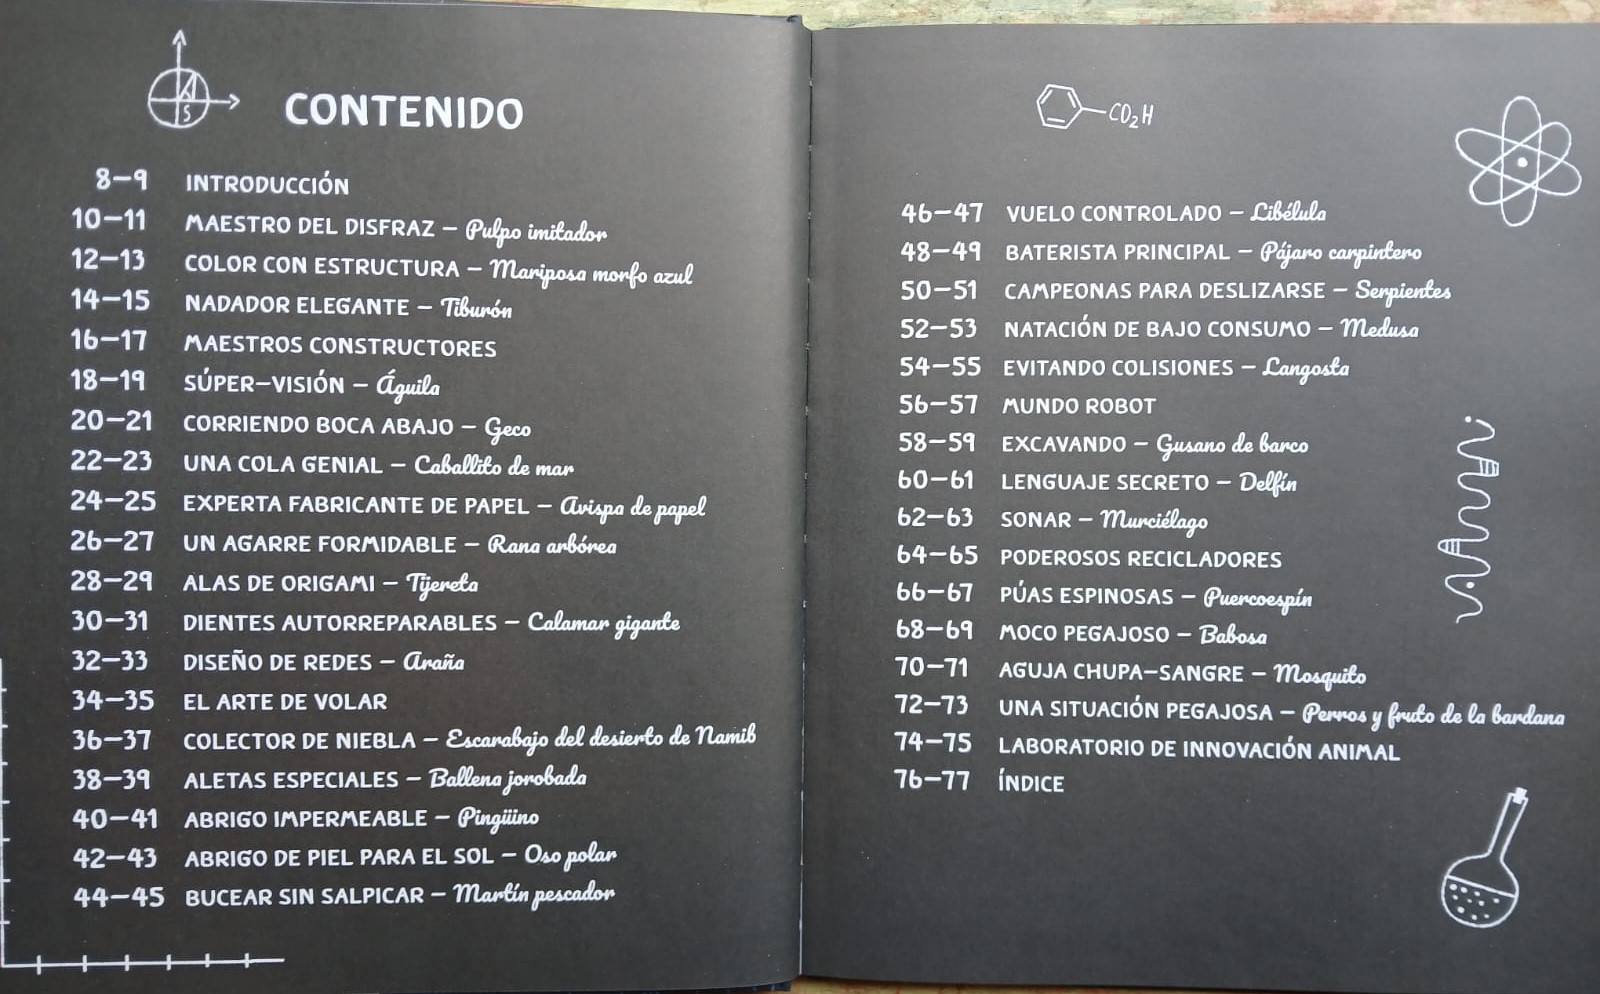 CONTENIDO
8–9 INTRODUCCIÓN
10–11 MAESTRO DEL DISFRAZ – Pulpo imitador
12–13 COLOR CON ESTRUCTURA – Mariposa morfo azul
14–15 NADADOR ELEGANTE – Tiburón
16–17 MAESTROS CONSTRUCTORES
18–19 SÚPER-VISIÓN – Águila
20–21 CORRIENDO BOCA ABAJO – Geco
22–23 UNA COLA GENIAL – Caballito de mar
24–25 EXPERTA FABRICANTE DE PAPEL – Avispa de papel
26–27 UN AGARRE FORMIDABLE – Rana arbórea
28–29 ALAS DE ORIGAMI – Tijereta
30–31 DIENTES AUTORREPARABLES – Calamar gigante
32–33 DISEÑO DE REDES – Araña
34–35 EL ARTE DE VOLAR
36–37 COLECTOR DE NIEBLA – Escarabajo del desierto de Namib
38–39 ALETAS ESPECIALES – Ballena jorobada
40–41 ABRIGO IMPERMEABLE – Pingüino
42–43 ABRIGO DE PIEL PARA EL SOL – Oso polar
44–45 BUCEAR SIN SALPICAR – Martín pescador
CO2H
46–47 VUELO CONTROLADO – Libélula
48–49 BATERISTA PRINCIPAL – Pájaro carpintero
50–51 CAMPEONAS PARA DESLIZARSE – Serpientes
52–53 NATACIÓN DE BAJO CONSUMO – Medusa
54–55 EVITANDO COLISIONES – Langosta
56–57 MUNDO ROBOT
58–59 EXCAVANDO – Gusano de barco
60–61 LENGUAJE SECRETO – Delfín
62–63 SONAR – Murciélago
64–65 PODEROSOS RECICLADORES
66–67 PÚAS ESPINOSAS – Puercoespín
68–69 MOCO PEGAJOSO – Babosa
70–71 AGUJA CHUPA-SANGRE – Mosquito
72–73 UNA SITUACIÓN PEGAJOSA – Perros y fruto de la bardana
74–75 LABORATORIO DE INNOVACIÓN ANIMAL
76–77 ÍNDICE